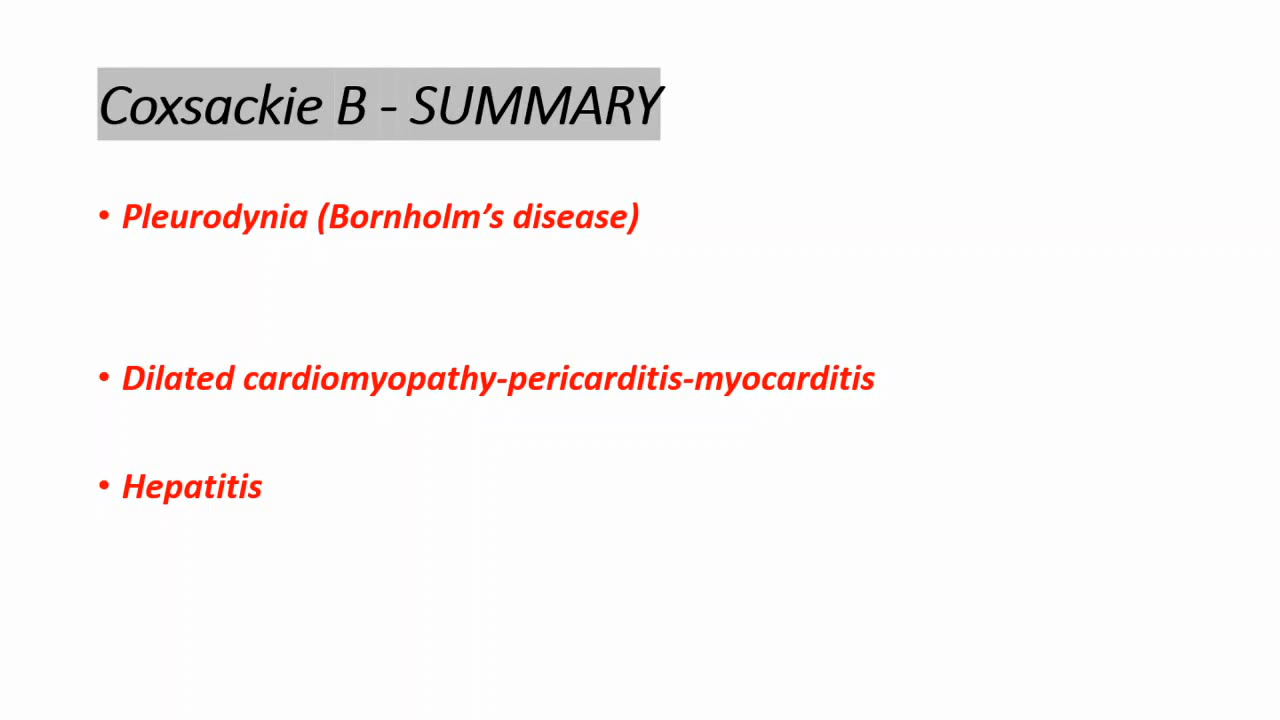 Coxsackie B - SUMMARY
• Pleurodynia (Bornholm’s disease)
• Dilated cardiomyopathy-pericarditis-myocarditis
• Hepatitis